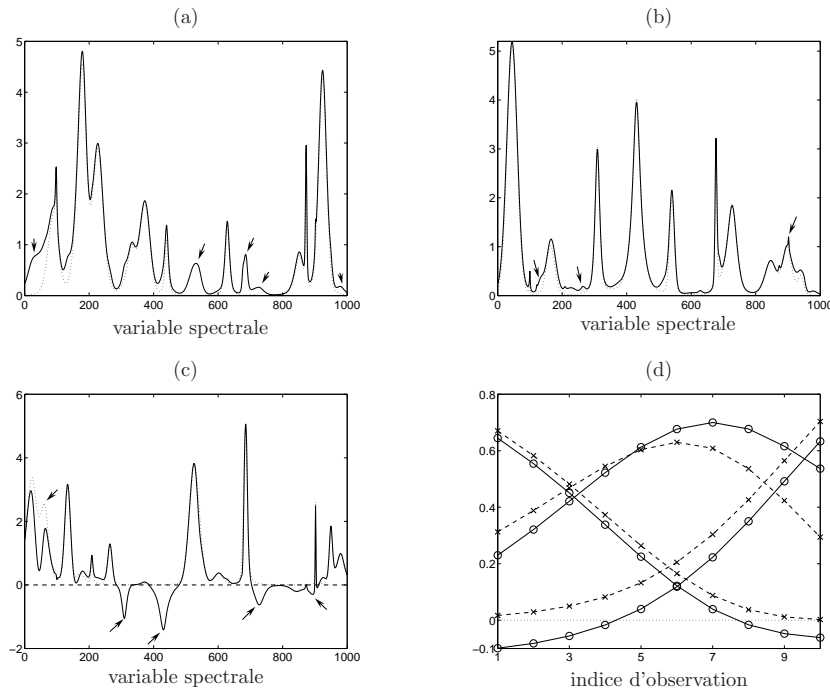 (a)
(b)
5
4
3
2
1
0
0 200 400 600 800 1000
variable spectrale
5
4
3
2
1
0
0 200 400 600 800 1000
variable spectrale
(c)
(d)
6
4
2
0
−2
0 200 400 600 800 1000
variable spectrale
0.8
0.6
0.4
0.2
0
−0.1
1 3 5 7 9
indice d'observation